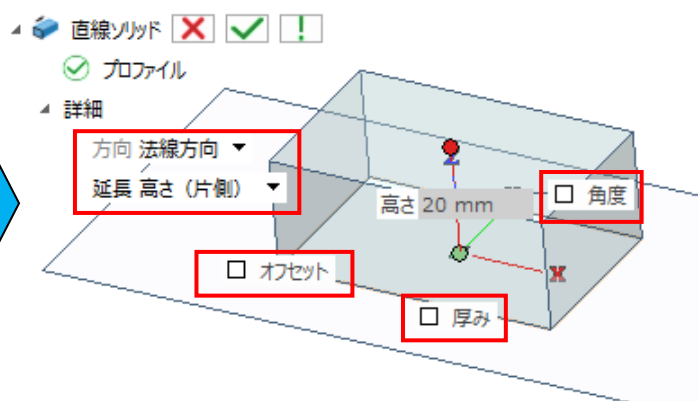 直線ソリッド
プロファイル
詳細
方向 法線方向
延長 高さ（片側）
Z
高さ 20 mm
角度
X
オフセット
厚み